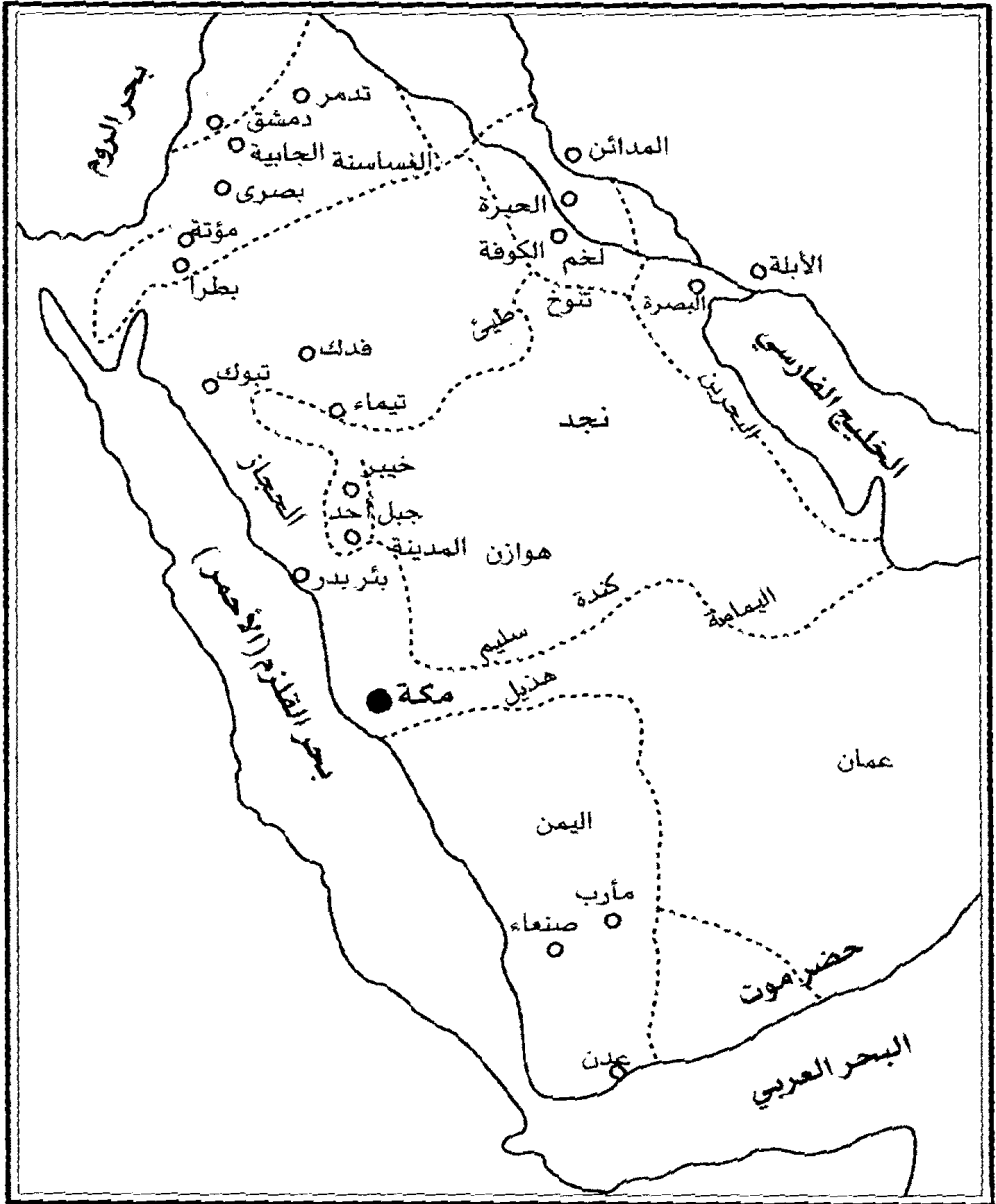 بحر الروم
تدمر
دمشق
الجابية
الغساسنة
بصرى
مؤتة
بطرا
المدائن
الحيرة
الكوفة
لخم
تنوخ
طيئ
الأبلة
البصرة
الخليج الفارسي
البحرين
فدك
تبوك
تيماء
نجد
الحجاز
خيبر
جبل أحد
المدينة
هوازن
بئر بدر
كندة
سليم
اليمامة
هذيل
مكة
بحر القلزم (الأحمر)
عمان
اليمن
مأرب
صنعاء
حضر موت
عدن
البحر العربي